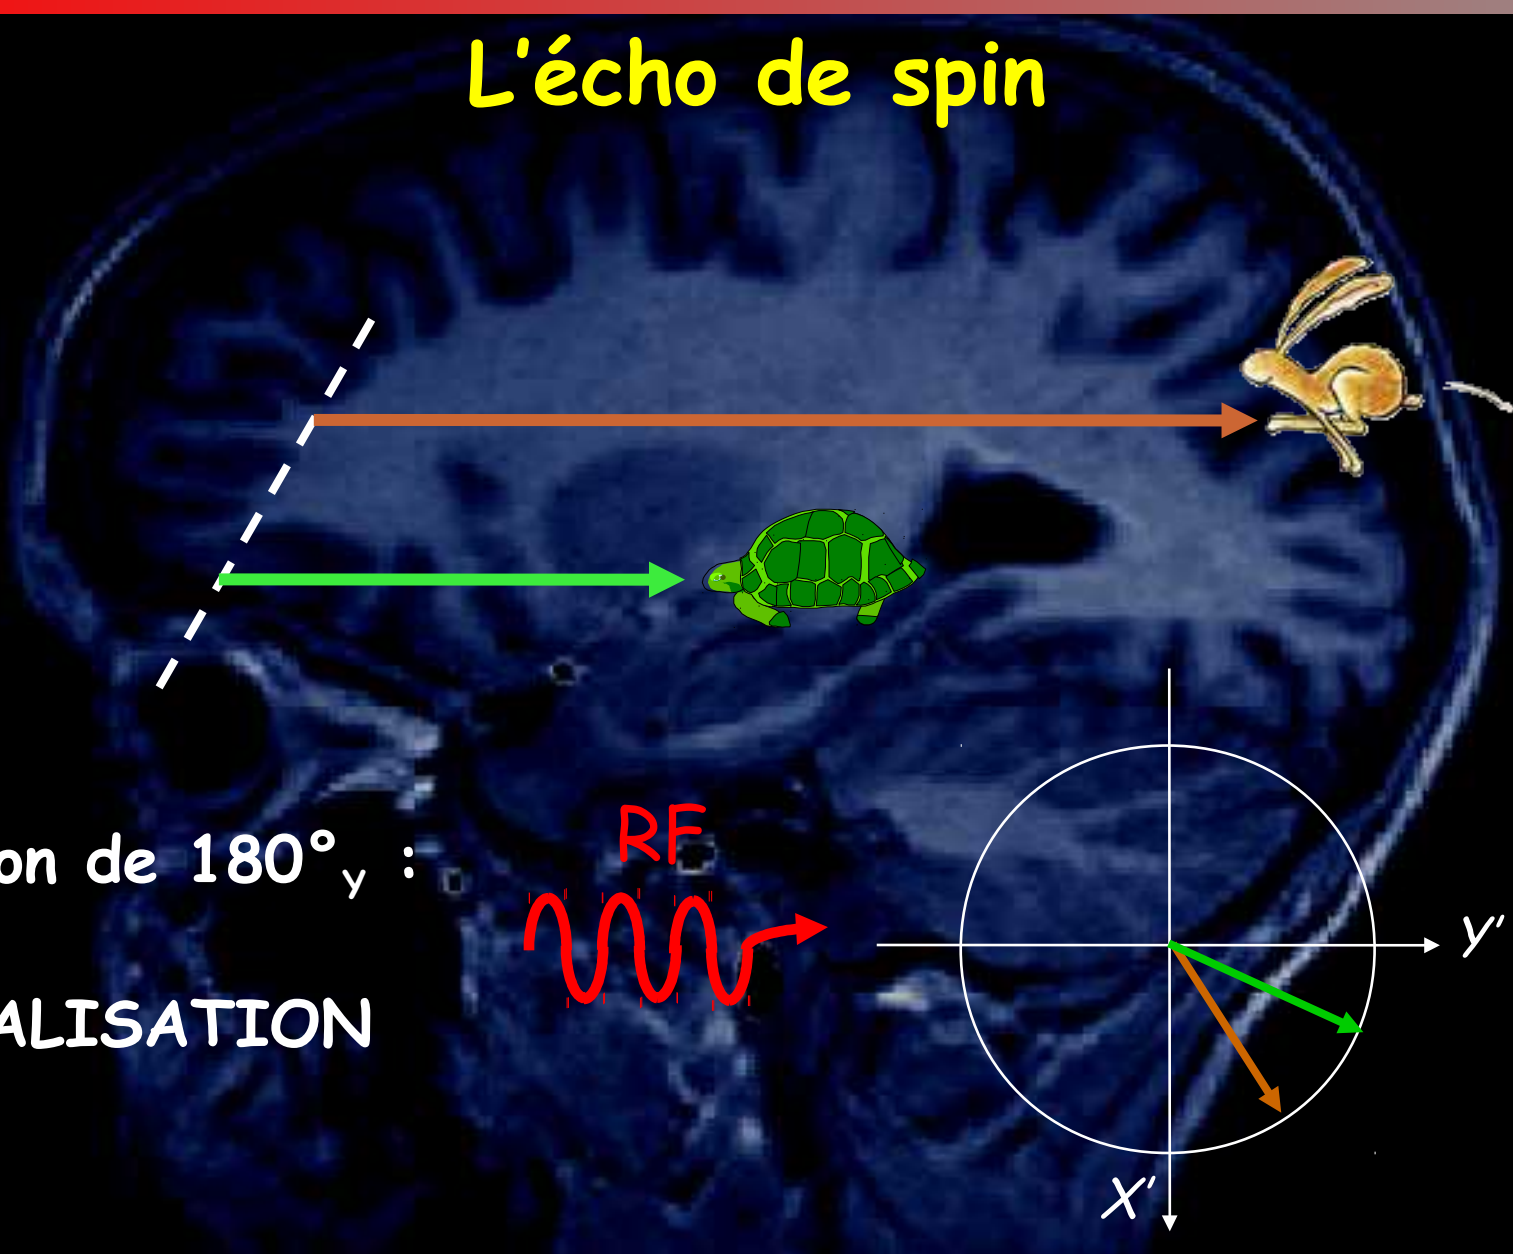 L'écho de spin
RF
on de 180°y :
Y'
ALISATION
X'